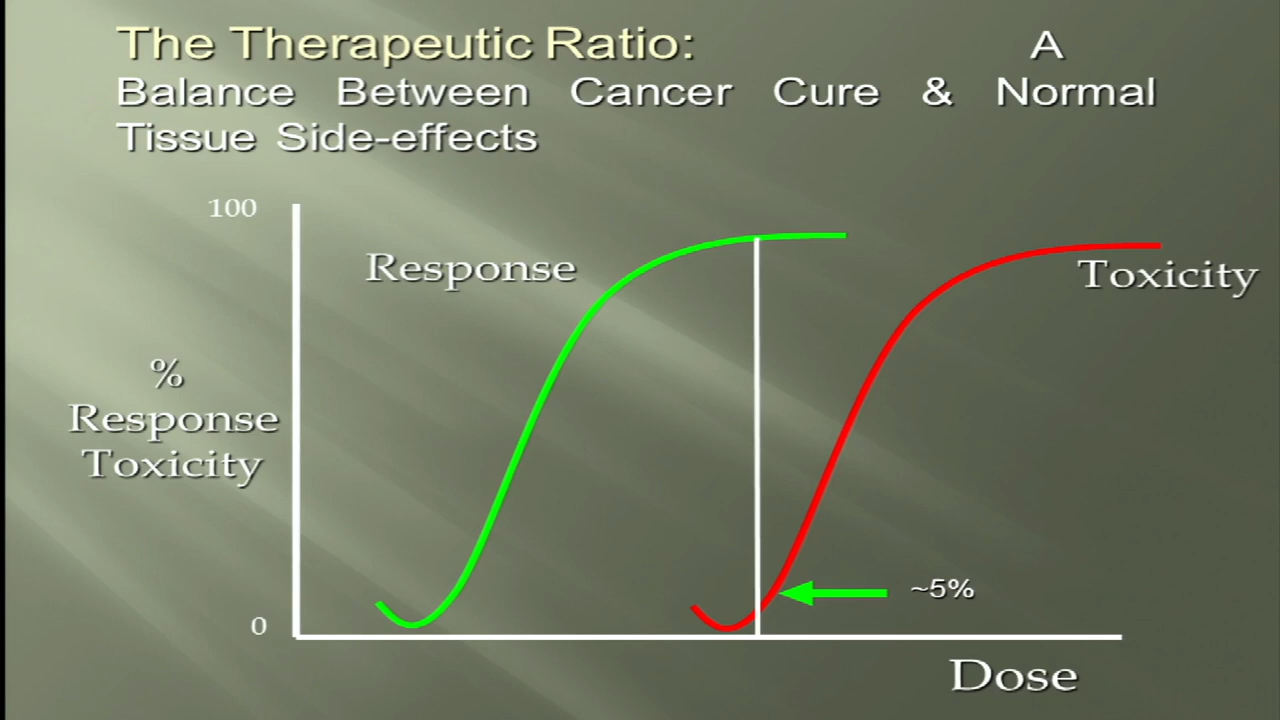 The Therapeutic Ratio: A
Balance Between Cancer Cure & Normal
Tissue Side-effects
100
Response
Toxicity
%
Response
Toxicity
~5%
0
Dose